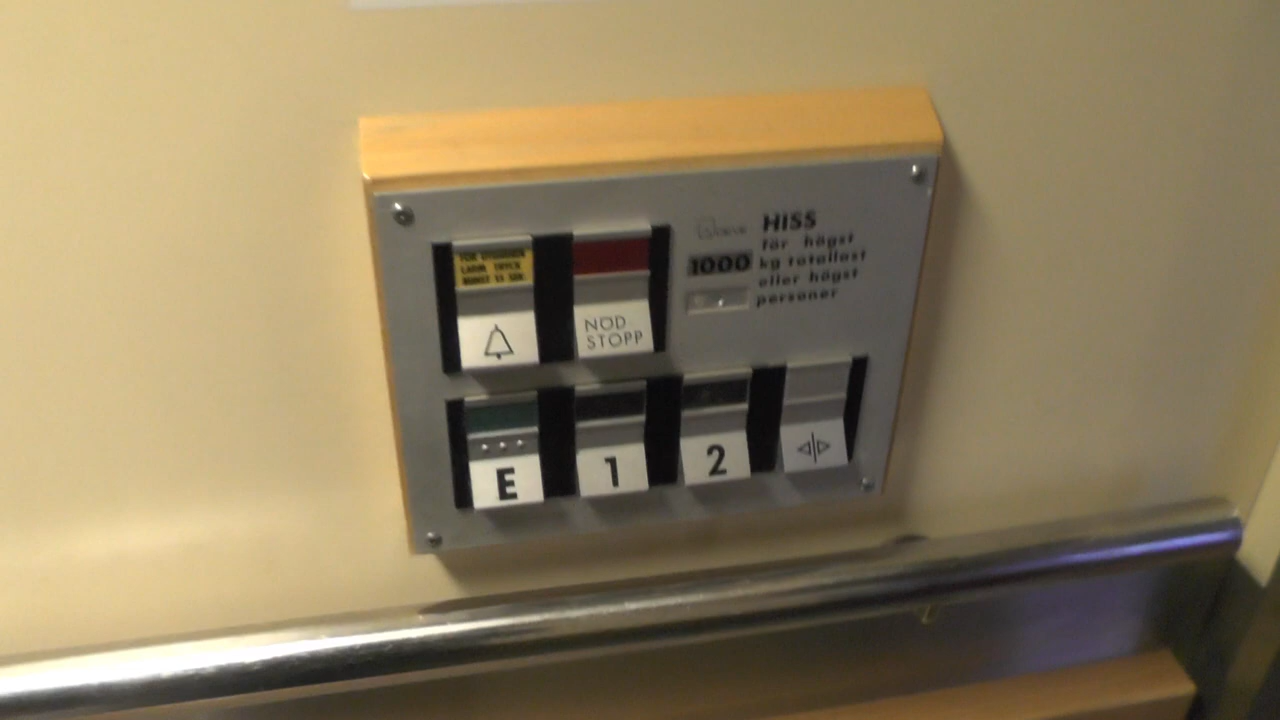 HISS
för högst
1000 kg totallast
eller högst
personer
NÖD
STOPP
E
1
2